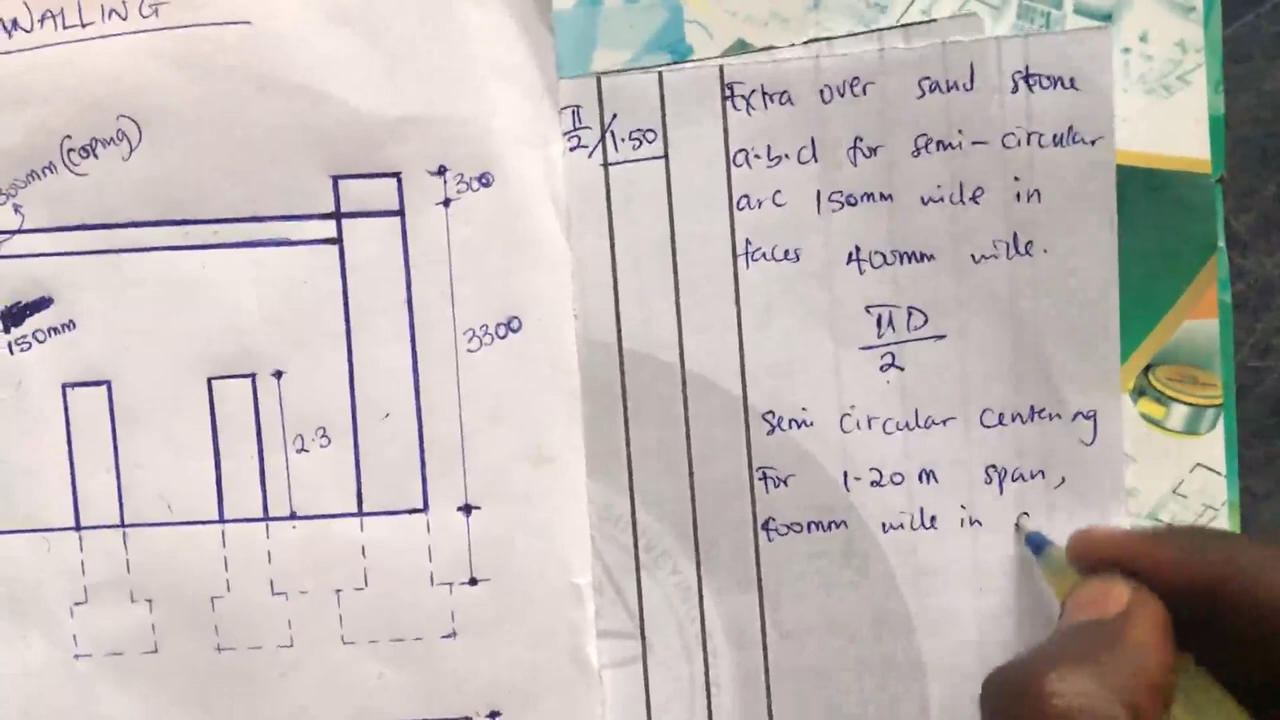 WALLING
300mm (coping)
150mm
300
3300
2.3
π/2/1.50
Extra over sand stone
a.b.d for semi-circular
arc 150mm wide in
faces 400mm wide.
πD
2
Semi circular centering
for 1.20m span,
400mm wide in